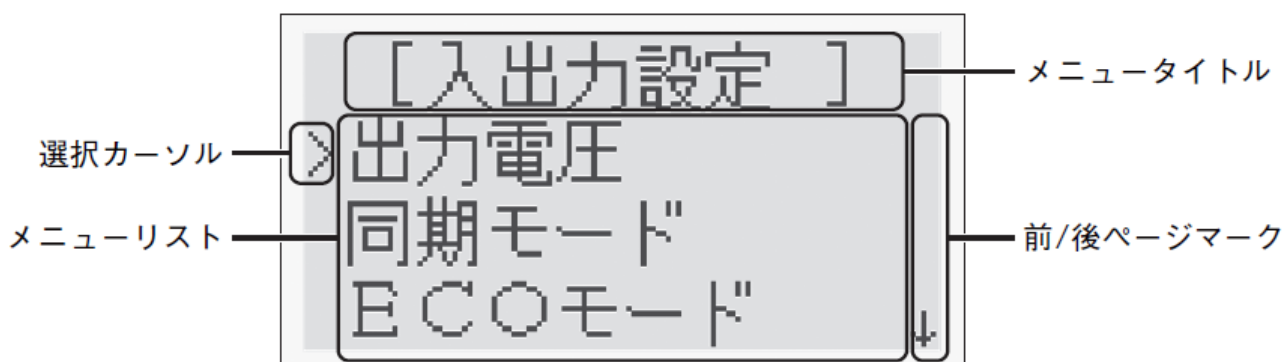 [入出力設定 ]
メニュータイトル
選択カーソル
>出力電圧
メニューリスト
同期モード
前/後ページマーク
ECOモード
↓